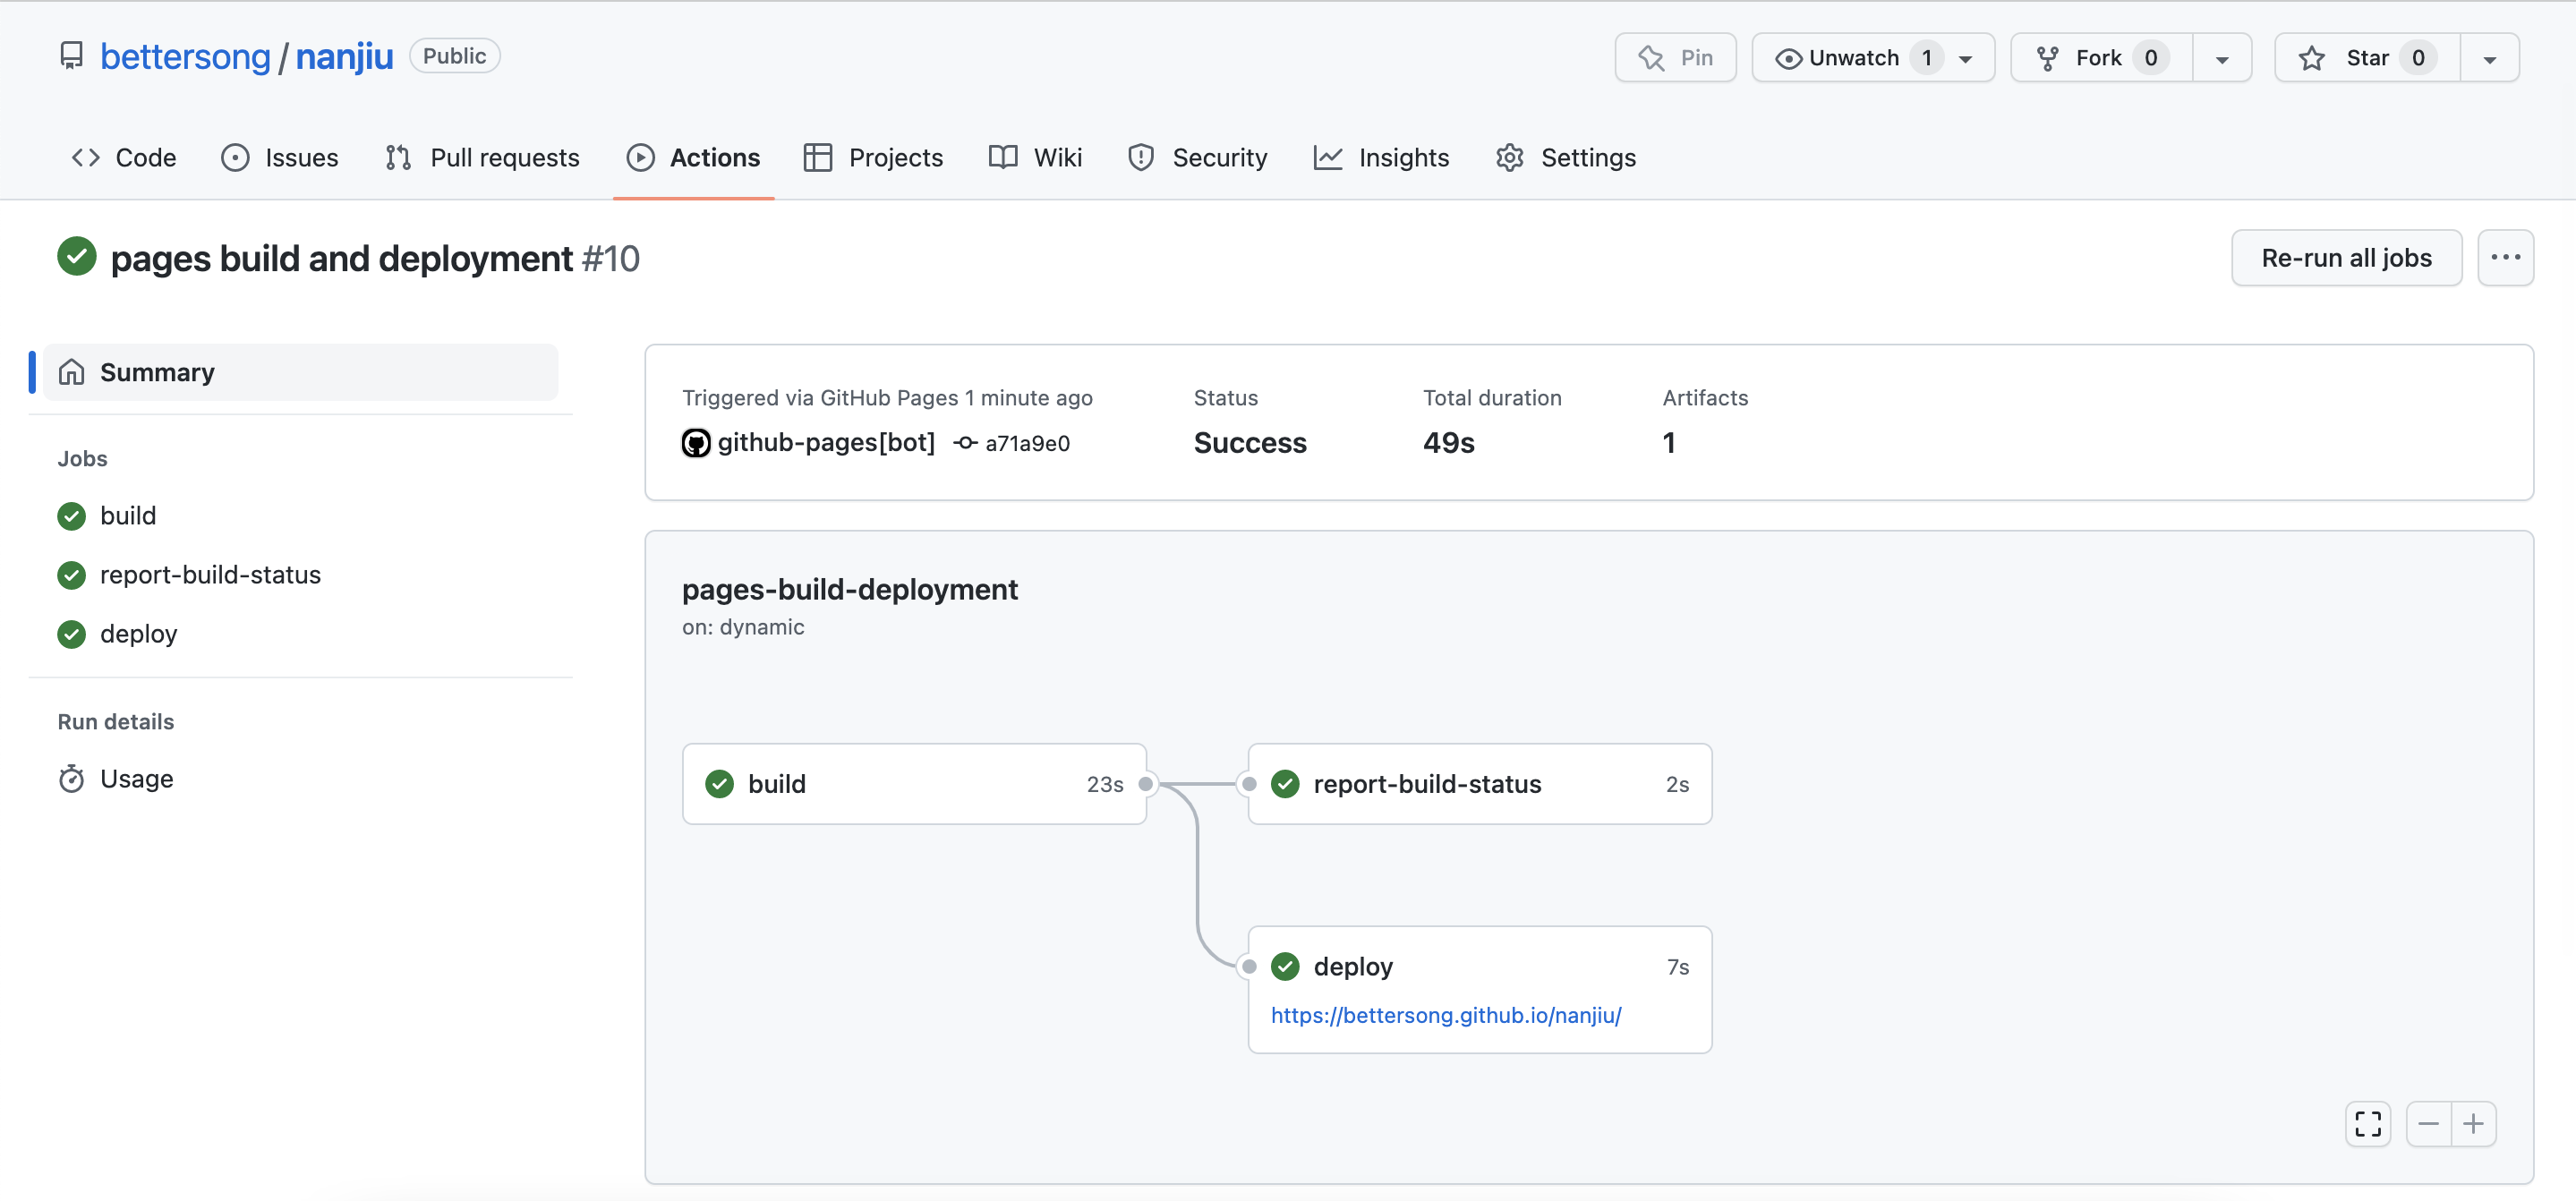 bettersong / nanjiu Public
Pin
Unwatch 1
Fork 0
Star 0
Code
Issues
Pull requests
Actions
Projects
Wiki
Security
Insights
Settings
pages build and deployment #10
Re-run all jobs
Summary
Jobs
build
report-build-status
deploy
Run details
Usage
Triggered via GitHub Pages 1 minute ago
github-pages[bot] a71a9e0
Status
Success
Total duration
49s
Artifacts
1
pages-build-deployment
on: dynamic
build 23s
report-build-status 2s
deploy 7s
https://bettersong.github.io/nanjiu/